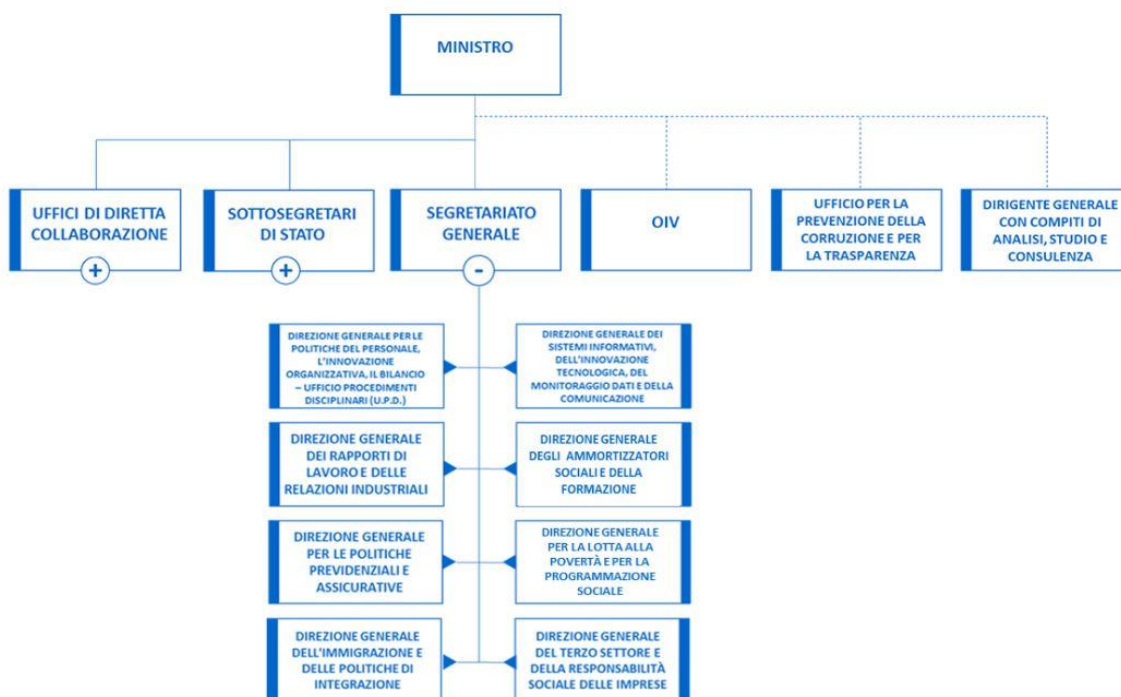 MINISTRO
UFFICI DI DIRETTA
COLLABORAZIONE
+
SOTTOSEGRETARI
DI STATO
+
SEGRETARIATO
GENERALE
-
OIV
UFFICIO PER LA
PREVENZIONE DELLA
CORRUZIONE E PER
LA TRASPARENZA
DIRIGENTE GENERALE
CON COMPITI DI
ANALISI, STUDIO E
CONSULENZA
DIREZIONE GENERALE PER LE
POLITICHE DEL PERSONALE,
L'INNOVAZIONE
ORGANIZZATIVA, IL BILANCIO
– UFFICIO PROCEDIMENTI
DISCIPLINARI (U.P.D.)
DIREZIONE GENERALE DEI
SISTEMI INFORMATIVI,
DELL'INNOVAZIONE
TECNOLOGICA, DEL
MONITORAGGIO DATI E DELLA
COMUNICAZIONE
DIREZIONE GENERALE
DEI RAPPORTI DI
LAVORO E DELLE
RELAZIONI INDUSTRIALI
DIREZIONE GENERALE
DEGLI AMMORTIZZATORI
SOCIALI E DELLA
FORMAZIONE
DIREZIONE GENERALE
PER LE POLITICHE
PREVIDENZIALI E
ASSICURATIVE
DIREZIONE GENERALE
PER LA LOTTA ALLA
POVERTÀ E PER LA
PROGRAMMAZIONE
SOCIALE
DIREZIONE GENERALE
DELL'IMMIGRAZIONE E
DELLE POLITICHE DI
INTEGRAZIONE
DIREZIONE GENERALE
DEL TERZO SETTORE E
DELLA RESPONSABILITÀ
SOCIALE DELLE IMPRESE